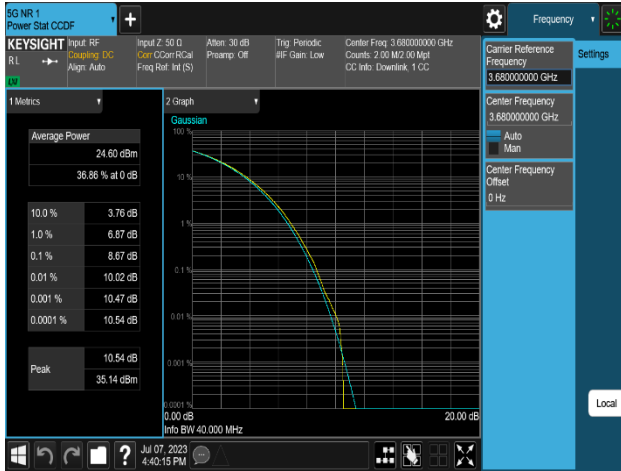 5G NR 1
Power Stat CCDF
Frequency
KEYSIGHT
RL
Input: RF
Coupling: DC
Align: Auto
Input Z: 50 Ω
Corr CCorr RCal
Freq Ref: Int (S)
Atten: 30 dB
Preamp: Off
Trig: Periodic
#IF Gain: Low
Center Freq: 3.680000000 GHz
Counts: 2.00 M/2.00 Mpt
CC Info: Downlink, 1 CC
Carrier Reference
Frequency
3.680000000 GHz
Settings
Center Frequency
3.680000000 GHz
Auto
Man
Center Frequency
Offset
0 Hz
1 Metrics
Average Power
24.60 dBm
36.86 % at 0 dB
10.0 % 3.76 dB
1.0 % 6.87 dB
0.1 % 8.67 dB
0.01 % 10.02 dB
0.001 % 10.47 dB
0.0001 % 10.54 dB
Peak
10.54 dB
35.14 dBm
2 Graph
Gaussian
100 %
10 %
1 %
0.1 %
0.01 %
0.001 %
0.0001 %
0.00 dB
20.00 dB
Info BW 40.000 MHz
Local
?
Jul 07, 2023
4:40:15 PM